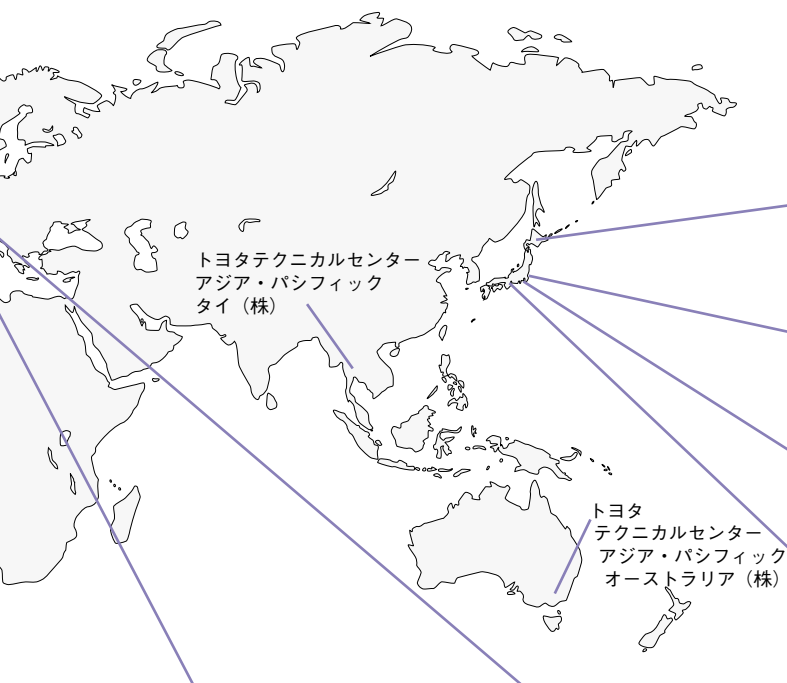 トヨタテクニカルセンター
アジア・パシフィック
タイ（株）
トヨタ
テクニカルセンター
アジア・パシフィック
オーストラリア（株）